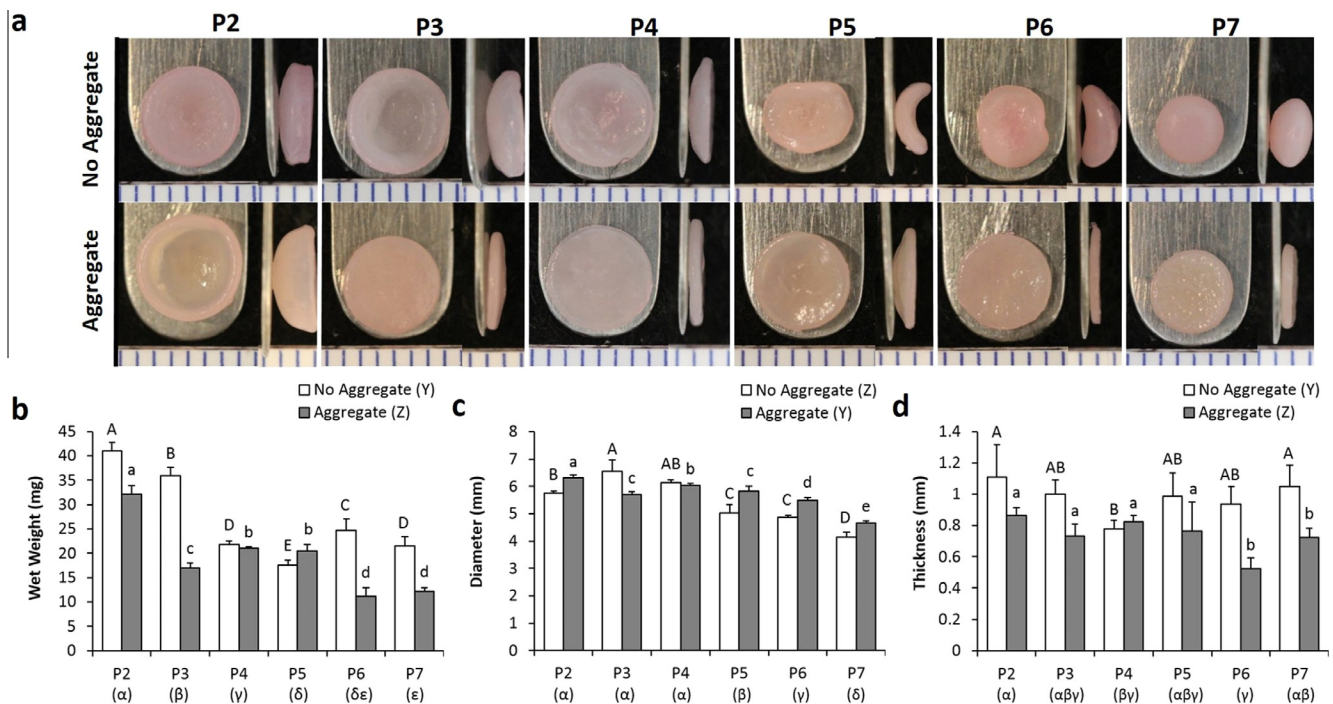 a
P2 P3 P4 P5 P6 P7
No Aggregate
Aggregate
b
No Aggregate (Y)
Aggregate (Z)
Wet Weight (mg)
45
40
35
30
25
20
15
10
5
0
A a B c D b E b C d D d
P2 P3 P4 P5 P6 P7
(α) (β) (γ) (δ) (δε) (ε)
c
No Aggregate (Z)
Aggregate (Y)
Diameter (mm)
8
7
6
5
4
3
2
1
0
B a A c AB b C c C d D e
P2 P3 P4 P5 P6 P7
(α) (α) (α) (β) (γ) (δ)
d
No Aggregate (Y)
Aggregate (Z)
Thickness (mm)
1.4
1.2
1
0.8
0.6
0.4
0.2
0
A a AB a B a AB a AB b A b
P2 P3 P4 P5 P6 P7
(α) (αβγ) (βγ) (αβγ) (γ) (αβ)